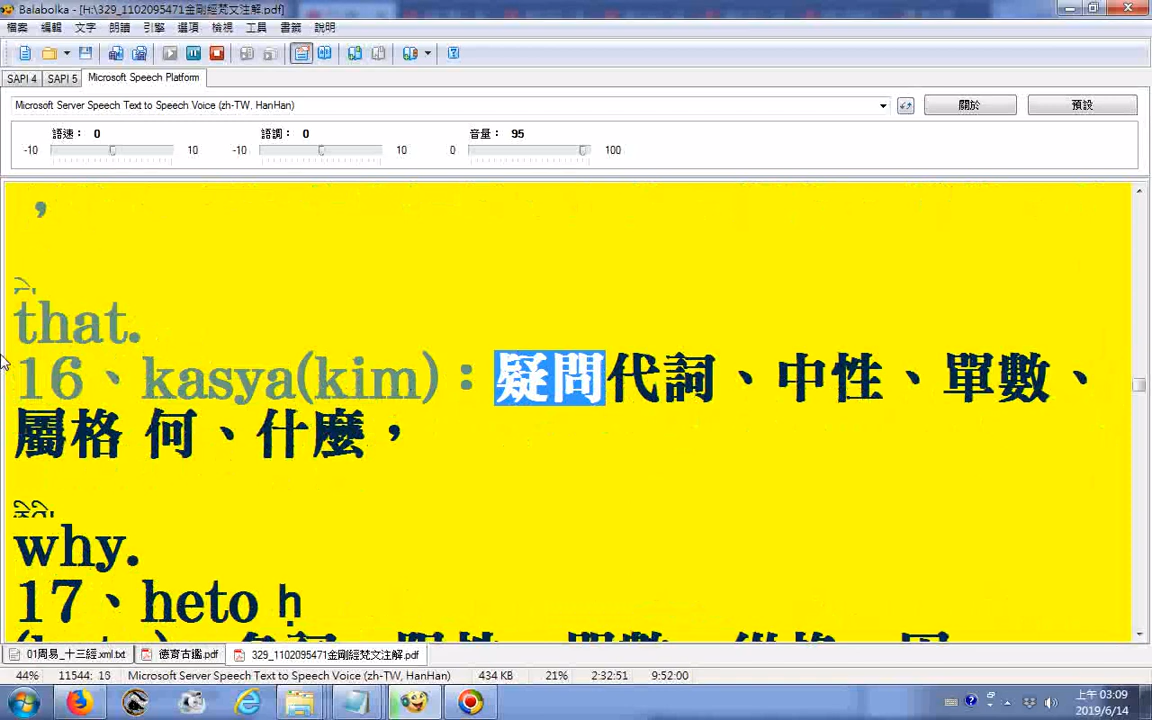 Balabolka - [H:\329_1102095471金剛經梵文注解.pdf]
檔案 編輯 文字 朗讀 引擎 選項 檢視 工具 書籤 說明
SAPI 4 SAPI 5 Microsoft Speech Platform
Microsoft Server Speech Text to Speech Voice (zh-TW, HanHan)
關於 預設
語速： 0 語調： 0 音量： 95
-10 10 -10 10 0 100
，
that.
16、kasya(kim)：疑問代詞、中性、單數、
屬格 何、什麼，
why.
17、heto ḥ
01周易_十三經.xml.txt 德育古鑑.pdf 329_1102095471金剛經梵文注解.pdf
44% 11544: 13 Microsoft Server Speech Text to Speech Voice (zh-TW, HanHan) 434 KB 21% 2:32:51 9:52:00
上午 03:09
2019/6/14